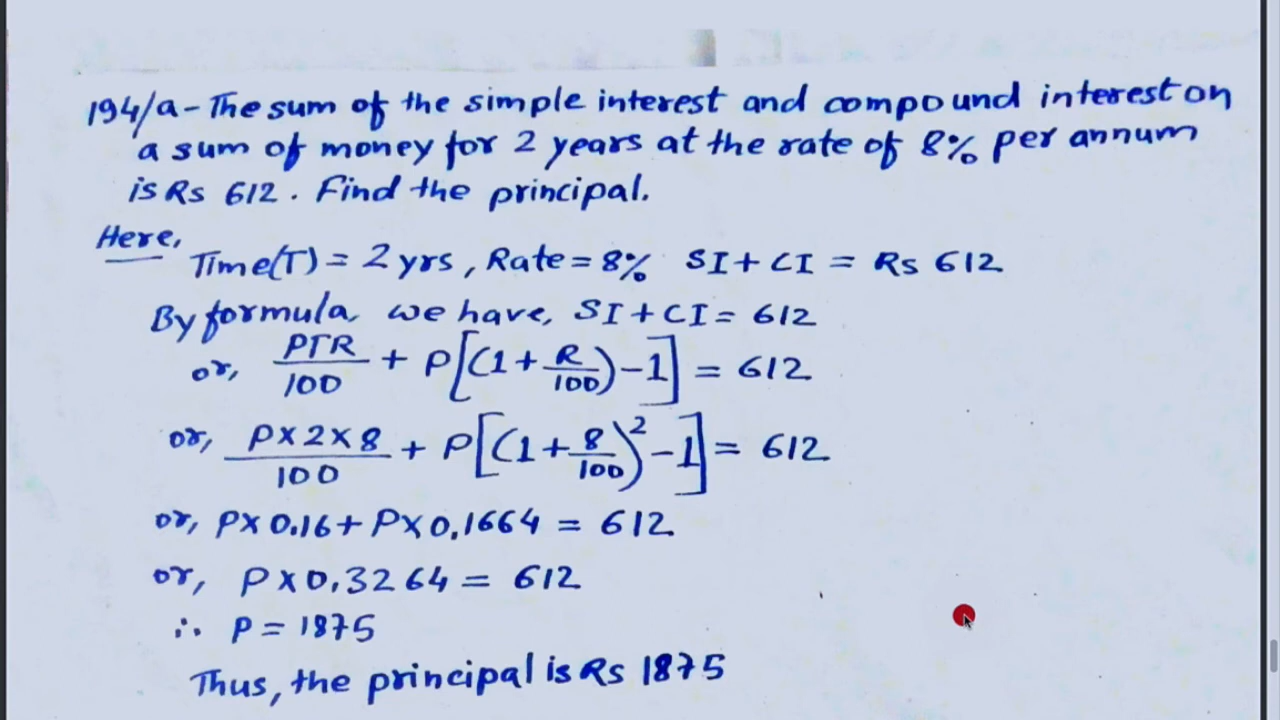 194/a- The sum of the simple interest and compound interest on
a sum of money for 2 years at the rate of 8% per annum
is Rs 612. Find the principal.
Here,
Time(T) = 2 yrs, Rate = 8% SI + CI = Rs 612
By formula, we have, SI + CI = 612
or, PTR/100 + P[(1 + R/100) - 1] = 612
or, P×2×8/100 + P[(1 + 8/100)² - 1] = 612
or, P×0.16 + P×0.1664 = 612
or, P×0.3264 = 612
∴ P = 1875
Thus, the principal is Rs 1875